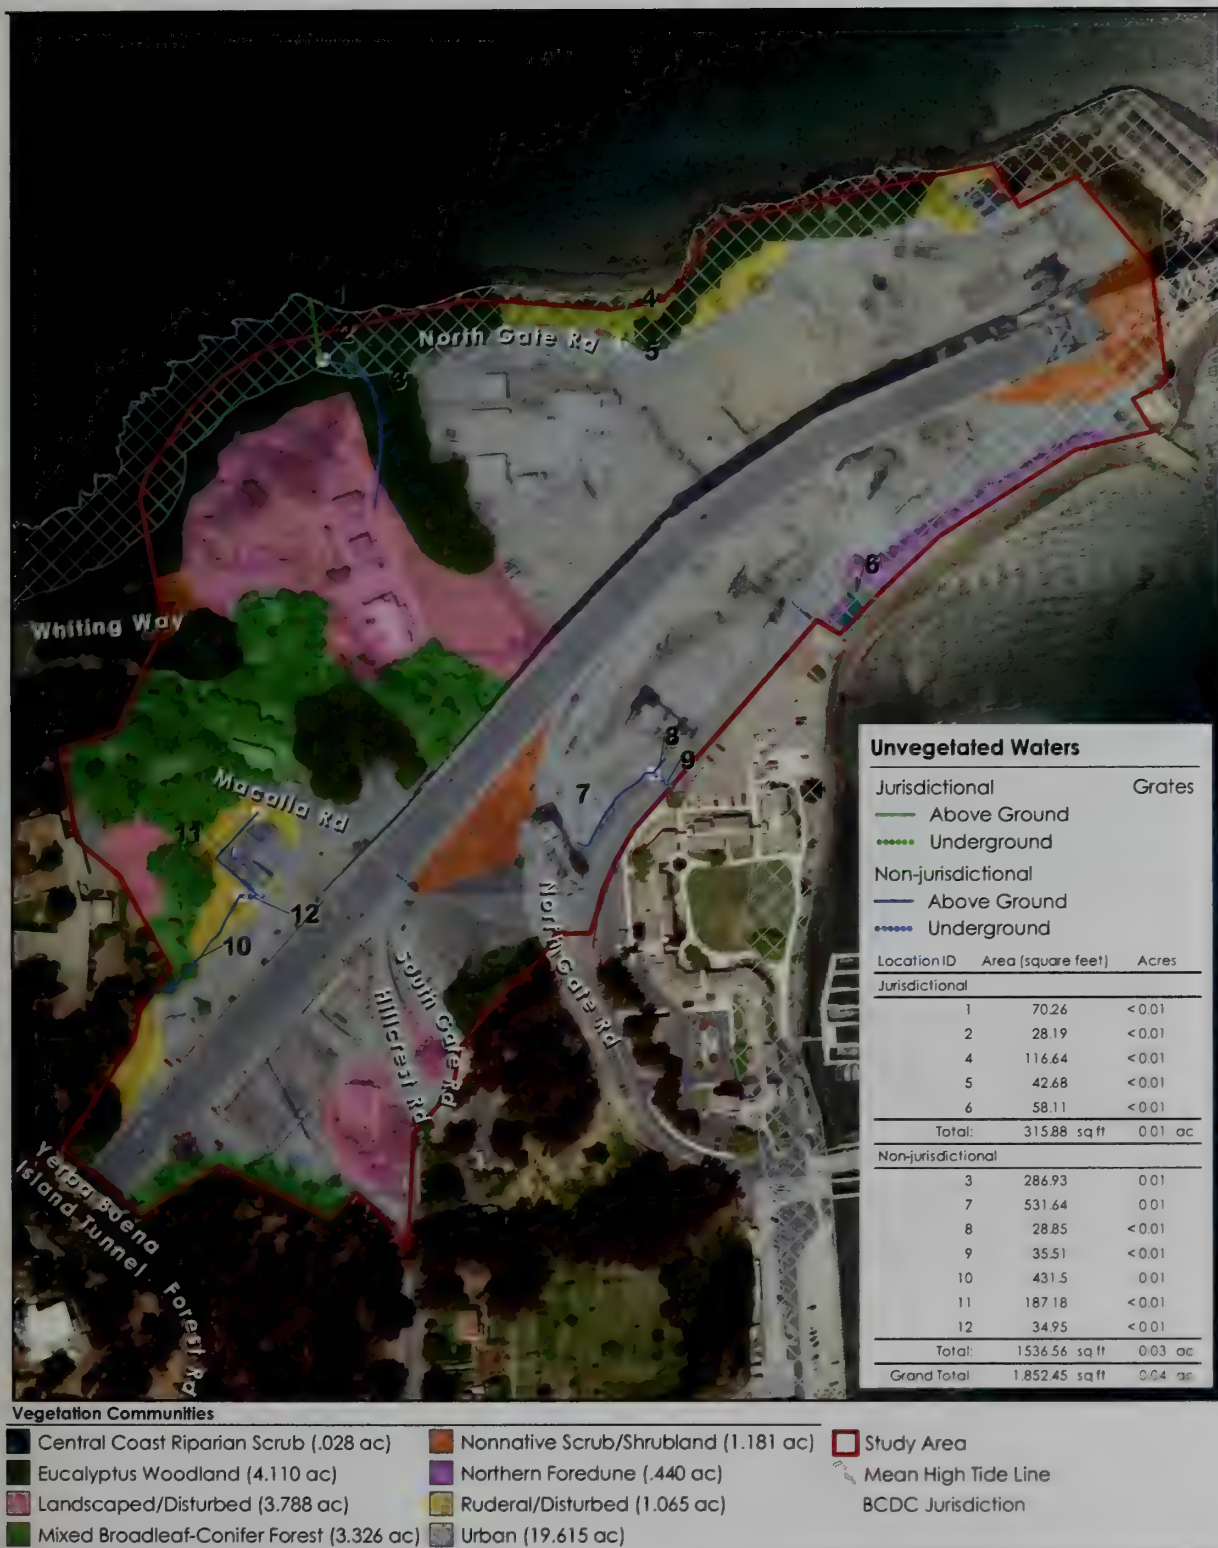 1
2
3
4
North Gate Rd
5
6
Whiting Way
Macalla Rd
7
8
9
11
12
10
North Gate Rd
South Gate Rd
Hillcrest Rd
Yerba Buena
Island Tunnel
Forest Rd
Unvegetated Waters
Jurisdictional Grates
Above Ground
Underground
Non-jurisdictional
Above Ground
Underground
Location ID Area (square feet) Acres
Jurisdictional
1 70.26 <0.01
2 28.19 <0.01
4 116.64 <0.01
5 42.68 <0.01
6 58.11 <0.01
Total: 315.88 sq ft 0.01 ac
Non-jurisdictional
3 286.93 0.01
7 531.64 0.01
8 28.85 <0.01
9 35.51 <0.01
10 431.5 0.01
11 187.18 <0.01
12 34.95 <0.01
Total: 1536.56 sq ft 0.03 ac
Grand Total 1,852.45 sq ft 0.04 ac
Vegetation Communities
Central Coast Riparian Scrub (.028 ac)
Eucalyptus Woodland (4.110 ac)
Landscaped/Disturbed (3.788 ac)
Mixed Broadleaf-Conifer Forest (3.326 ac)
Nonnative Scrub/Shrubland (1.181 ac)
Northern Foredune (.440 ac)
Ruderal/Disturbed (1.065 ac)
Urban (19.615 ac)
Study Area
Mean High Tide Line
BCDC Jurisdiction